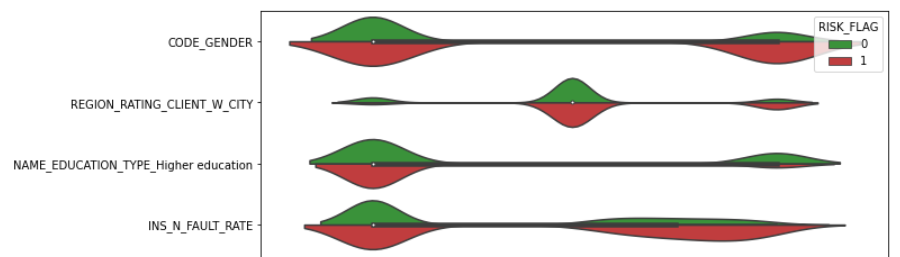 RISK_FLAG
0
1
CODE_GENDER
REGION_RATING_CLIENT_W_CITY
NAME_EDUCATION_TYPE_Higher education
INS_N_FAULT_RATE